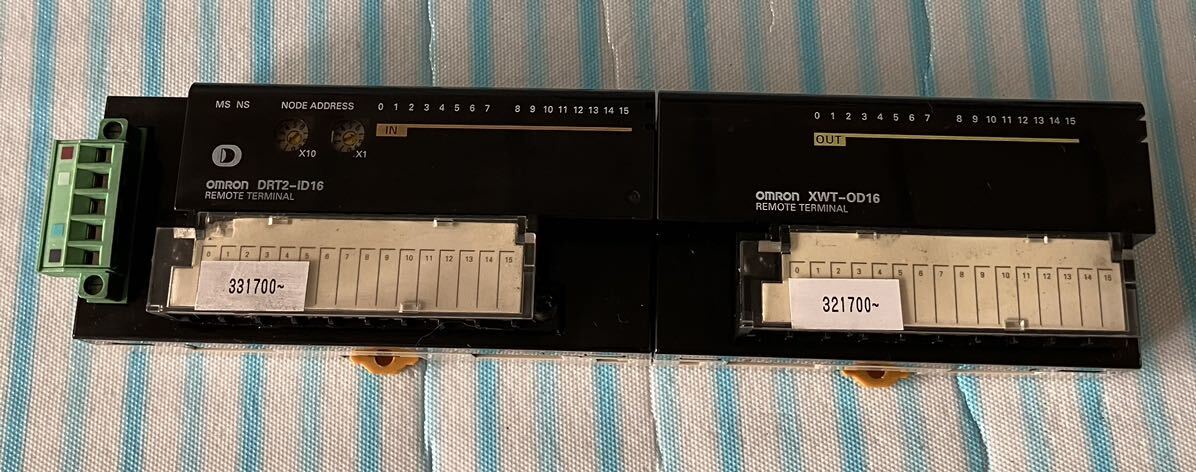 MS NS NODE ADDRESS 0 1 2 3 4 5 6 7 8 9 10 11 12 13 14 15
IN
X10 X1
D
OMRON DRT2-ID16
REMOTE TERMINAL
0 1 2 3 4 5 6 7 8 9 10 11 12 13 14 15
331700~
0 1 2 3 4 5 6 7 8 9 10 11 12 13 14 15
OUT
OMRON XWT-OD16
REMOTE TERMINAL
0 1 2 3 4 5 6 7 8 9 10 11 12 13 14 15
321700~